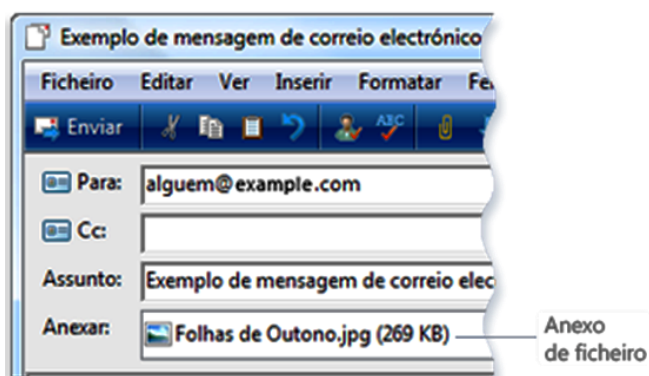 Exemplo de mensagem de correio electrónico
Ficheiro Editar Ver Inserir Formatar
Enviar ABC
Para: alguem@example.com
Cc:
Assunto: Exemplo de mensagem de correio elec
Anexar: Folhas de Outono.jpg (269 KB)
Anexo
de ficheiro